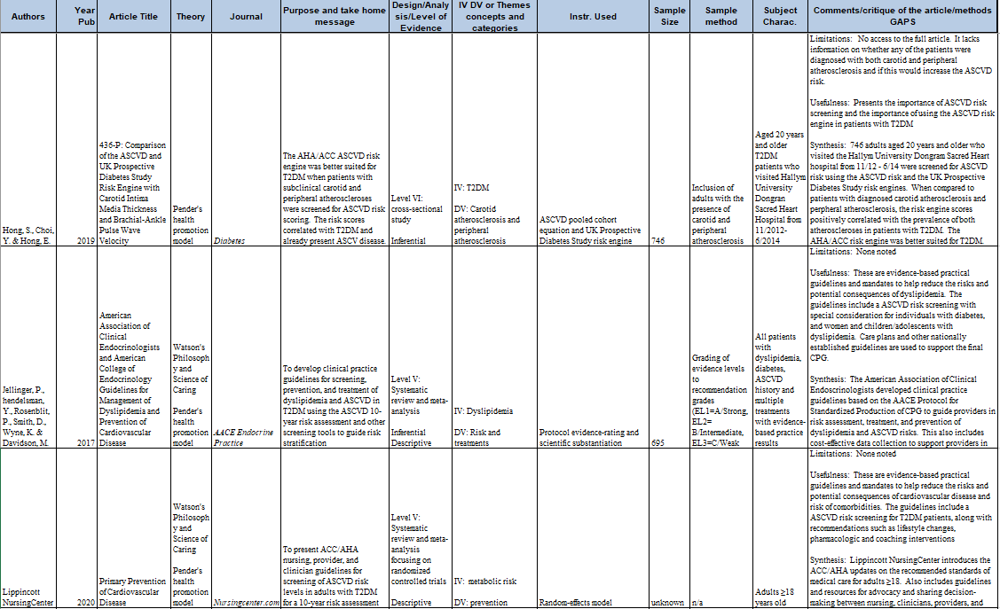 Authors
Year
Pub
Article Title
Theory
Journal
Purpose and take home
message
Design/Analy
sis/Level of
Evidence
IV DV or Themes
concepts and
categories
Instr. Used
Sample
Size
Sample
method
Subject
Charac.
Comments/critique of the article/methods
GAPS
Hong, S., Choi,
Y. & Hong, E.
2019
436-P: Comparison
of the ASCVD and
UK Prospective
Diabetes Study
Risk Engine with
Carotid Intima
Media Thickness
and Brachial-Ankle
Pulse Wave
Velocity
Pender's
health
promotion
model
Diabetes
The AHA/ACC ASCVD risk
engine was better suited for
T2DM when patients with
subclinical carotid and
peripheral atheroscleroses
were screened for ASCVD risk
scoring. The risk scores
correlated with T2DM and
already present ASCV disease.
Level VI:
cross-sectional
study
Inferential
IV: T2DM
DV: Carotid
atherosclerosis and
peripheral
atherosclerosis
ASCVD pooled cohort
equation and UK Prospective
Diabetes Study risk engine
746
Inclusion of
adults with the
presence of
carotid and
peripheral
atherosclerosis
Aged 20 years
and older
T2DM
patients who
visited Hallym
University
Dongran
Sacred Heart
Hospital from
11/2012-
6/2014
Limitations: No access to the full article. It lacks
information on whether any of the patients were
diagnosed with both carotid and peripheral
atherosclerosis and if this would increase the ASCVD
risk.
Usefulness: Presents the importance of ASCVD risk
screening and the importance of using the ASCVD risk
engine in patients with T2DM
Synthesis: 746 adults aged 20 years and older who
visited the Hallym University Dongram Sacred Heart
hospital from 11/12 - 6/14 were screened for ASCVD
risk using the ASCVD risk and the UK Prospective
Diabetes Study risk engines. When compared to
patients with diagnosed carotid atherosclerosis and
perpheral atherosclerosis, the risk engine scores
positively correlated with the prevalence of both
atheroscleroses in patients with T2DM. The
AHA/ACC risk engine was better suited for T2DM.
Jellinger, P.,
hendelsman,
Y., Rosenblit,
P., Smith, D.,
Wyne, K. &
Davidson, M.
2017
American
Association of
Clinical
Endocrinologists
and American
College of
Endocrinology
Guidelines for
Management of
Dyslipidemia and
Prevention of
Cardiovascular
Disease
Watson's
Philosoph
y and
Science of
Caring
Pender's
health
promotion
model
AACE Endocrine
Practice
To develop clinical practice
guidelines for screening,
prevention, and treatment of
dyslipidemia and ASCVD in
T2DM using the ASCVD 10-
year risk assessment and other
screening tools to guide risk
stratification
Level V:
Systematic
review and meta-
analysis
Inferential
Descriptive
IV: Dyslipidemia
DV: Risk and
treatments
Protocol evidence-rating and
scientific substantiation
695
Grading of
evidence levels
to
recommendation
grades
(EL1=A/Strong,
EL2=
B/Intermediate,
EL3=C/Weak
All patients
with
dyslipidemia,
diabetes,
ASCVD
history and
multiple
treatments
with evidence-
based practice
results
Limitations: None noted
Usefulness: These are evidence-based practical
guidelines and mandates to help reduce the risks and
potential consequences of dyslipidemia. The
guidelines include a ASCVD risk screening with
special consideration for individuals with diabetes,
and women and children/adolescents with
dyslipidemia. Care plans and other nationally
established guidelines are used to support the final
CPG.
Synthesis: The American Association of Clinical
Endocrinologists developed clinical practice
guidelines based on the AACE Protocol for
Standardized Production of CPG to guide providers in
risk assessment, treatment, and prevention of
dyslipidemia and ASCVD risks. This also includes
cost-effective data collection to support providers in
Lippincott
NursingCenter
2020
Primary Prevention
of Cardiovascular
Disease
Watson's
Philosoph
y and
Science of
Caring
Pender's
health
promotion
model
Nursingcenter.com
To present ACC/AHA
nursing, provider, and
clinician guidelines for
screening of ASCVD risk
levels in adults with T2DM
for a 10-year risk assessment
Level V:
Systematic
review and meta-
analysis
focusing on
randomized
controlled trials
Descriptive
IV: metabolic risk
DV: prevention
Random-effects model
unknown
n/a
Adults ≥18
years old
Limitations: None noted
Usefulness: These are evidence-based practical
guidelines and mandates to help reduce the risks and
potential consequences of cardiovascular disease and
risk of comorbidities. The guidelines include a
ASCVD risk screening for T2DM patients, along with
recommendations such as lifestyle changes,
pharmacologic and coaching interventions
Synthesis: Lippincott NursingCenter introduces the
ACC/AHA updates on the recommended standards of
medical care for adults ≥18. Also includes guidelines
and resources for advocacy and sharing decision-
making between nursing, clinicians, providers, and